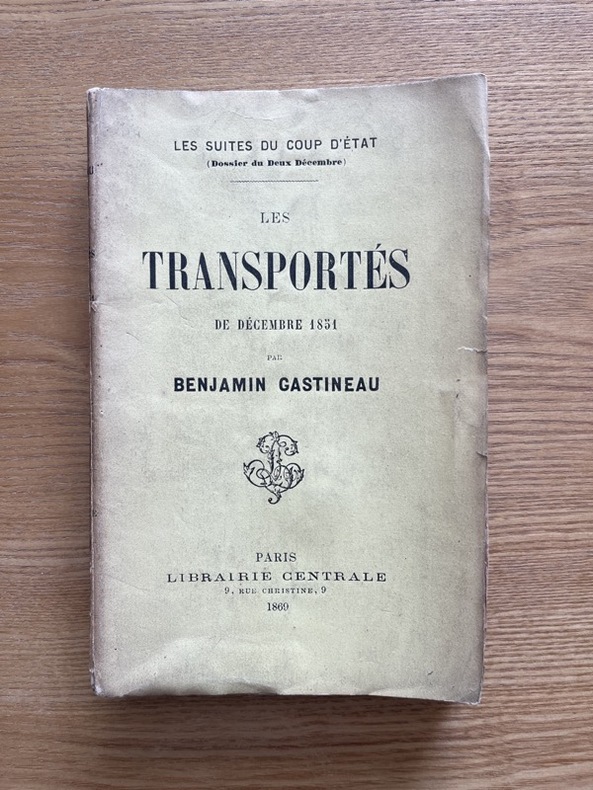 LES SUITES DU COUP D'ÉTAT
(Dossier du Deux Décembre)
LES
TRANSPORTÉS
DE DÉCEMBRE 1851
PAR
BENJAMIN GASTINEAU
PARIS
LIBRAIRIE CENTRALE
9, RUE CHRISTINE, 9
1869